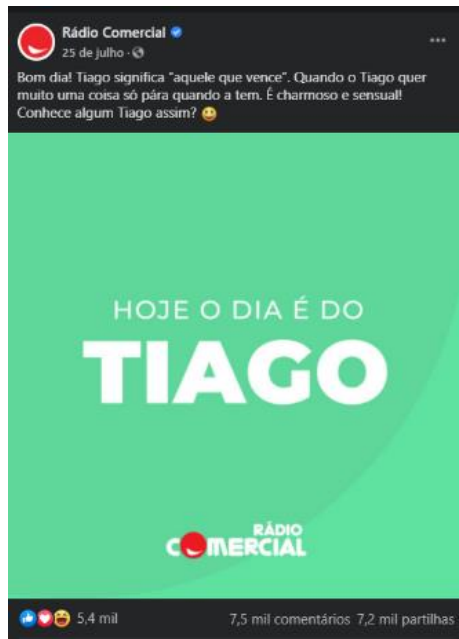 Rádio Comercial
25 de julho ·
Bom dia! Tiago significa "aquele que vence". Quando o Tiago quer
muito uma coisa só pára quando a tem. É charmoso e sensual!
Conhece algum Tiago assim?
HOJE O DIA É DO
TIAGO
RÁDIO
COMERCIAL
5,4 mil
7,5 mil comentários 7,2 mil partilhas